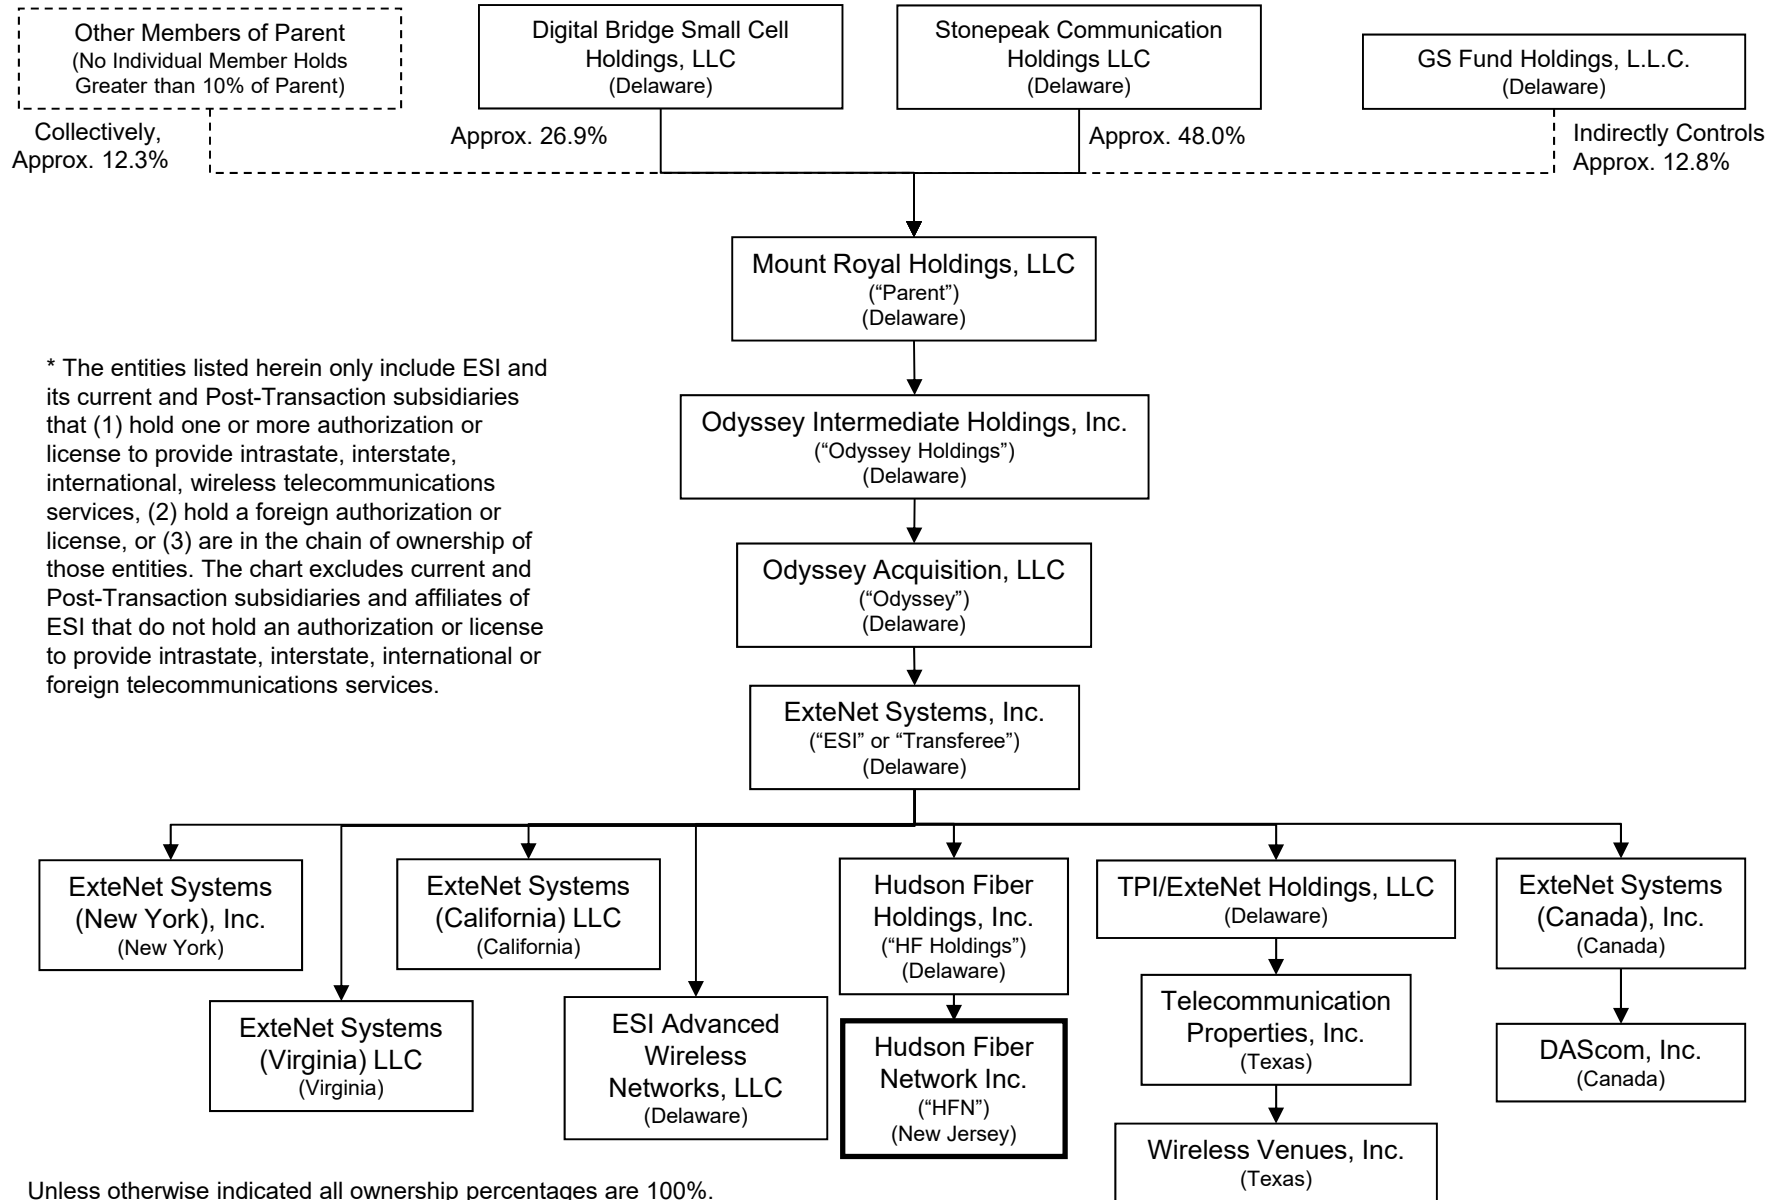 Other Members of Parent
(No Individual Member Holds
Greater than 10% of Parent)
Digital Bridge Small Cell
Holdings, LLC
(Delaware)
Stonepeak Communication
Holdings LLC
(Delaware)
GS Fund Holdings, L.L.C.
(Delaware)
Collectively,
Approx. 12.3%
Approx. 26.9%
Approx. 48.0%
Indirectly Controls
Approx. 12.8%
Mount Royal Holdings, LLC
(“Parent”)
(Delaware)
* The entities listed herein only include ESI and
its current and Post-Transaction subsidiaries
that (1) hold one or more authorization or
license to provide intrastate, interstate,
international, wireless telecommunications
services, (2) hold a foreign authorization or
license, or (3) are in the chain of ownership of
those entities. The chart excludes current and
Post-Transaction subsidiaries and affiliates of
ESI that do not hold an authorization or license
to provide intrastate, interstate, international or
foreign telecommunications services.
Odyssey Intermediate Holdings, Inc.
(“Odyssey Holdings”)
(Delaware)
Odyssey Acquisition, LLC
(“Odyssey”)
(Delaware)
ExteNet Systems, Inc.
(“ESI” or “Transferee”)
(Delaware)
ExteNet Systems
(New York), Inc.
(New York)
ExteNet Systems
(California) LLC
(California)
Hudson Fiber
Holdings, Inc.
(“HF Holdings”)
(Delaware)
TPI/ExteNet Holdings, LLC
(Delaware)
ExteNet Systems
(Canada), Inc.
(Canada)
ExteNet Systems
(Virginia) LLC
(Virginia)
ESI Advanced
Wireless
Networks, LLC
(Delaware)
Hudson Fiber
Network Inc.
(“HFN”)
(New Jersey)
Telecommunication
Properties, Inc.
(Texas)
DAScom, Inc.
(Canada)
Wireless Venues, Inc.
(Texas)
Unless otherwise indicated all ownership percentages are 100%.